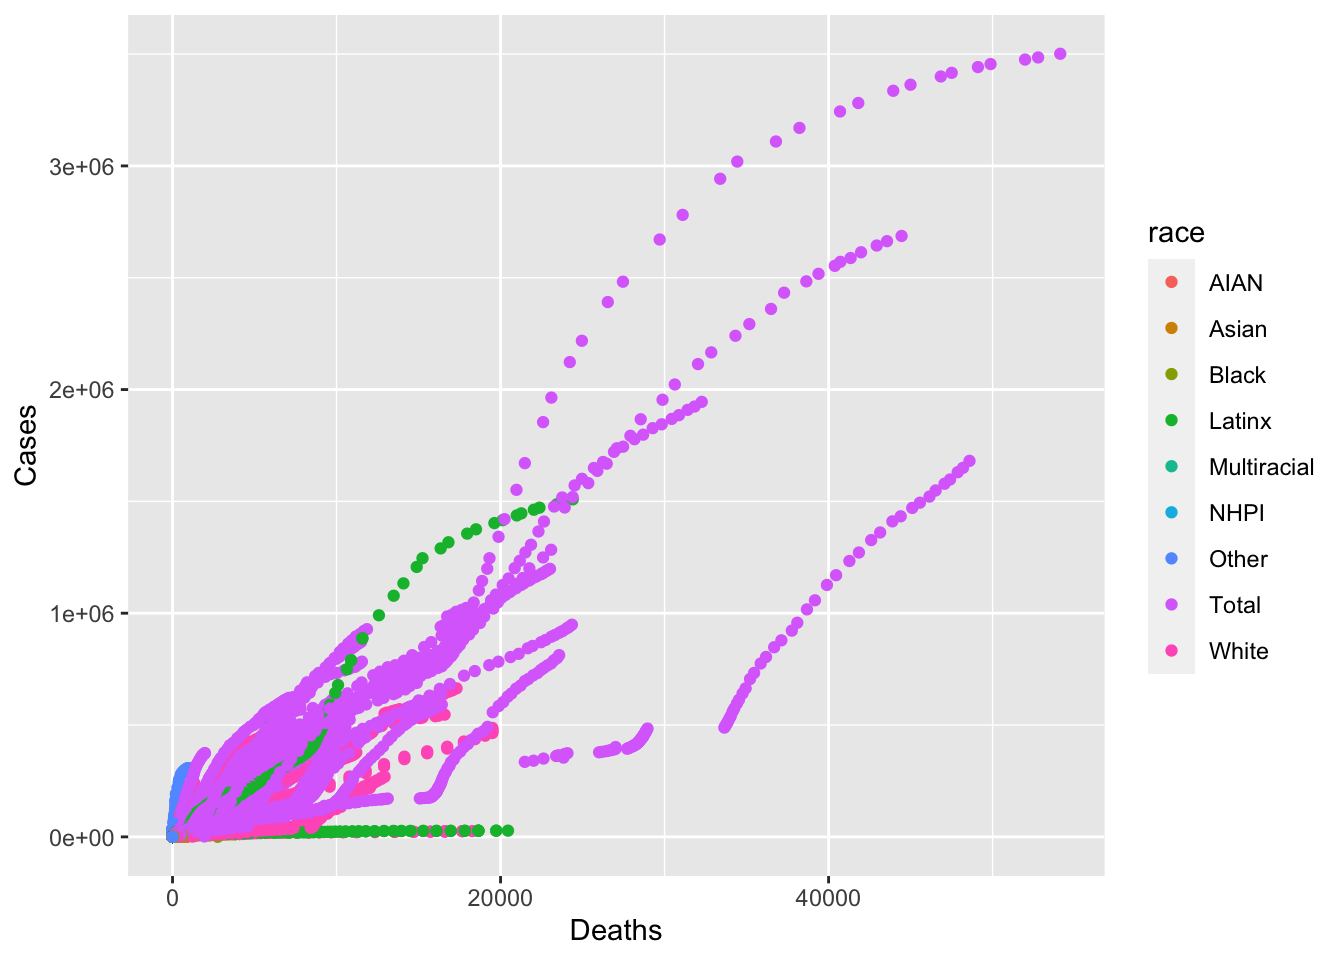 3e+06
2e+06
1e+06
0e+00
Cases
0
20000
40000
Deaths
race
AIAN
Asian
Black
Latinx
Multiracial
NHPI
Other
Total
White